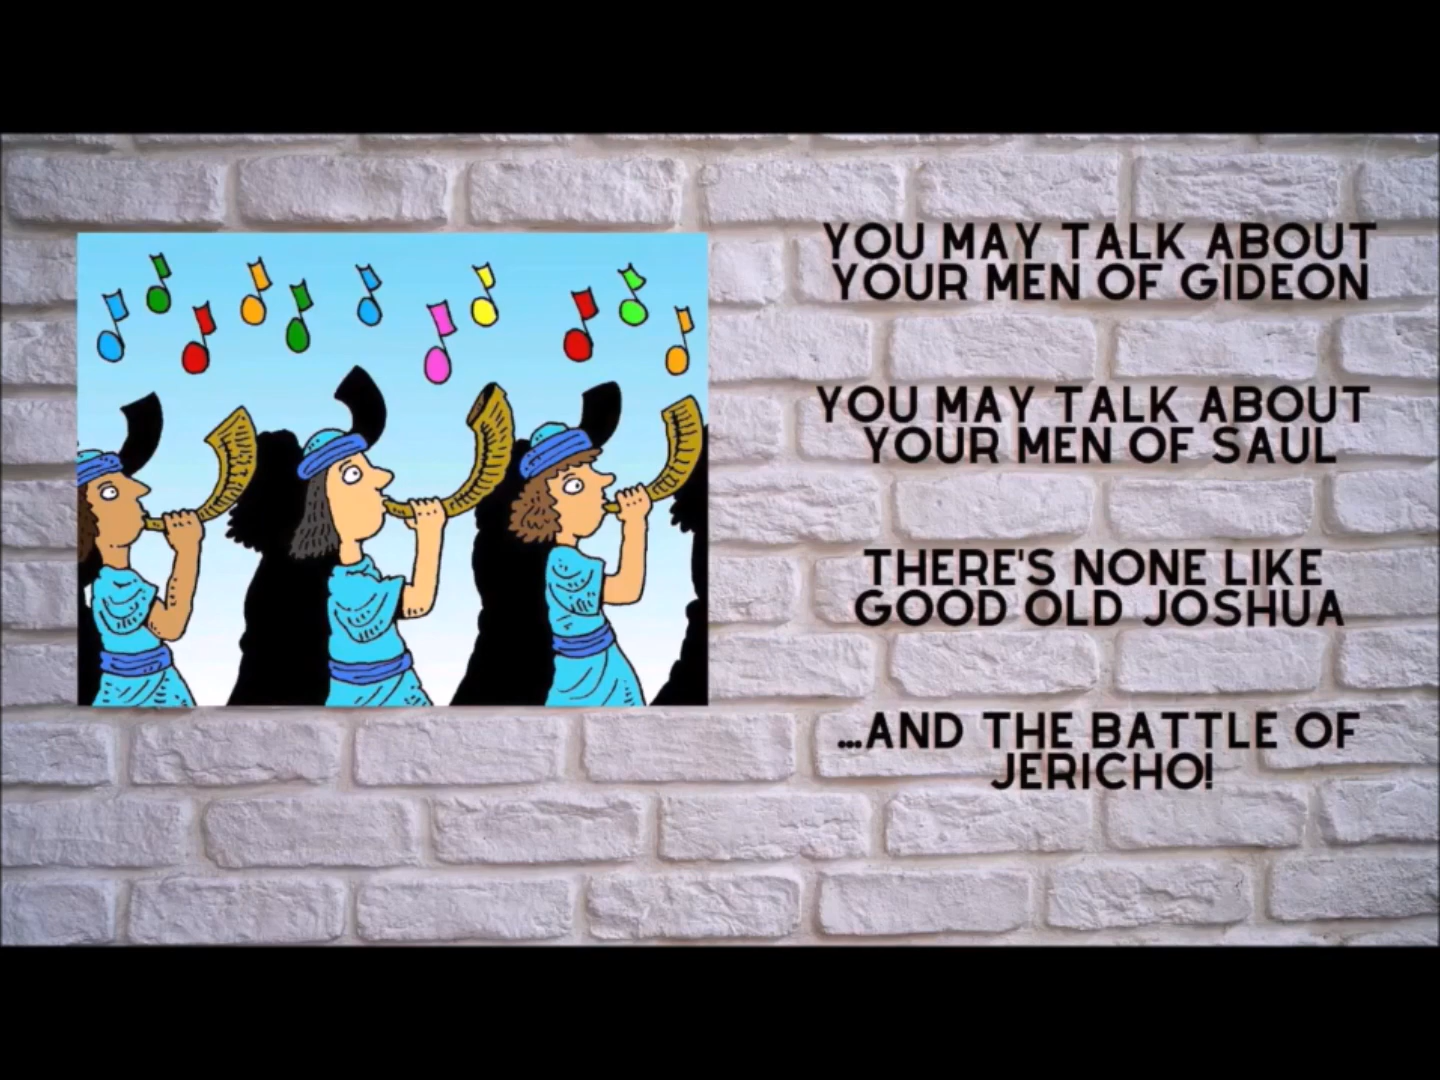 YOU MAY TALK ABOUT
YOUR MEN OF GIDEON
YOU MAY TALK ABOUT
YOUR MEN OF SAUL
THERE'S NONE LIKE
GOOD OLD JOSHUA
...AND THE BATTLE OF
JERICHO!